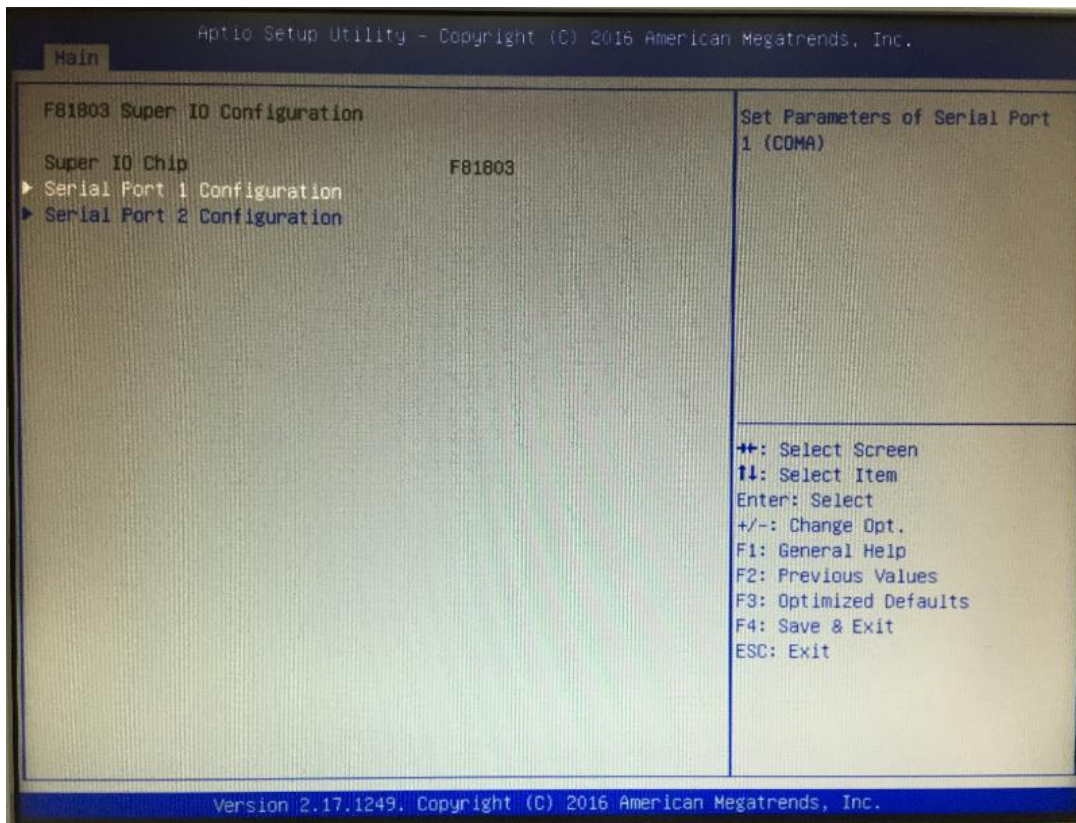 Aptio Setup Utility - Copyright (C) 2016 American Megatrends, Inc.
Main
F81803 Super IO Configuration
Super IO Chip F81803
Serial Port 1 Configuration
Serial Port 2 Configuration
Set Parameters of Serial Port
1 (COMA)
→←: Select Screen
↑↓: Select Item
Enter: Select
+/-: Change Opt.
F1: General Help
F2: Previous Values
F3: Optimized Defaults
F4: Save & Exit
ESC: Exit
Version 2.17.1249. Copyright (C) 2016 American Megatrends, Inc.